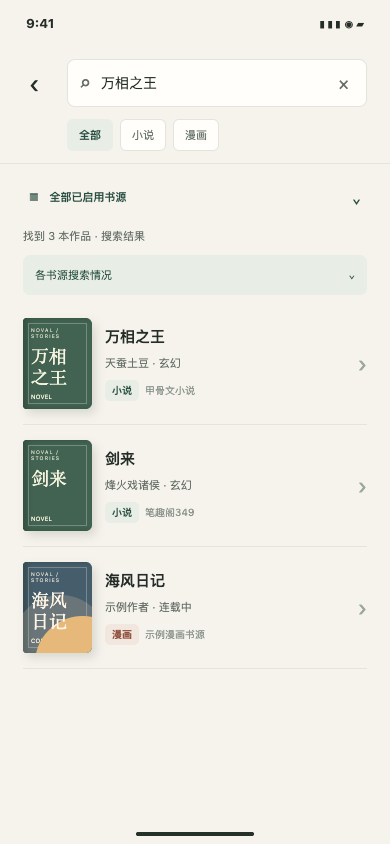 9:41
万相之王
全部
小说
漫画
全部已启用书源
找到 3 本作品 · 搜索结果
各书源搜索情况
NOVAL /
STORIES
万相
之王
NOVEL
万相之王
天蚕土豆 · 玄幻
小说 甲骨文小说
NOVAL /
STORIES
剑来
NOVEL
剑来
烽火戏诸侯 · 玄幻
小说 笔趣阁349
NOVAL /
STORIES
海风
日记
海风日记
示例作者 · 连载中
漫画 示例漫画书源